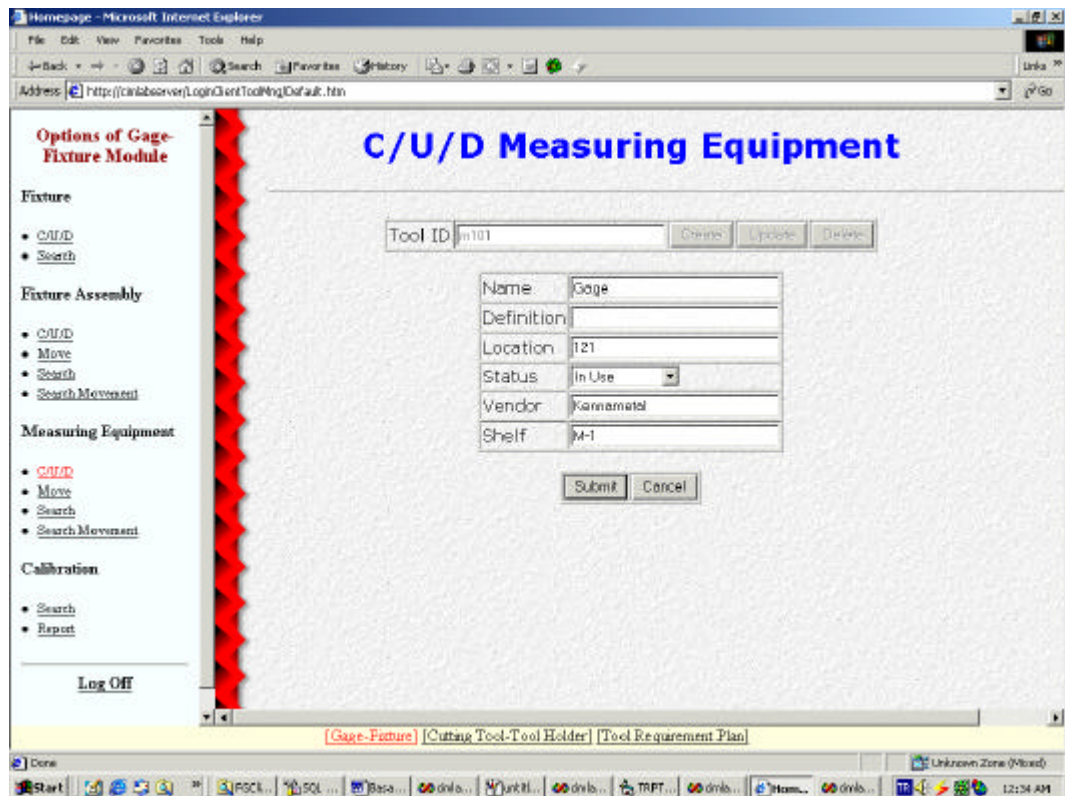 Homepage - Microsoft Internet Explorer
File Edit View Favorites Tools Help
Back Search Favorites History
Links
Address http://cimlabserver/LoginClientToolMng/Default.htm Go
Options of Gage-
Fixture Module
Fixture
C/U/D
Search
Fixture Assembly
C/U/D
Move
Search
Search Movement
Measuring Equipment
C/U/D
Move
Search
Search Movement
Calibration
Search
Report
Log Off
C/U/D Measuring Equipment
Tool ID m101 Create Update Delete
Name Gage
Definition
Location 121
Status In Use
Vendor Kennametal
Shelf M-1
Submit Cancel
[Gage-Fixture] [Cutting Tool-Tool Holder] [Tool Requirement Plan]
Done Unknown Zone (Mixed)
Start SQL ... Basa... Hom... 12:34 AM